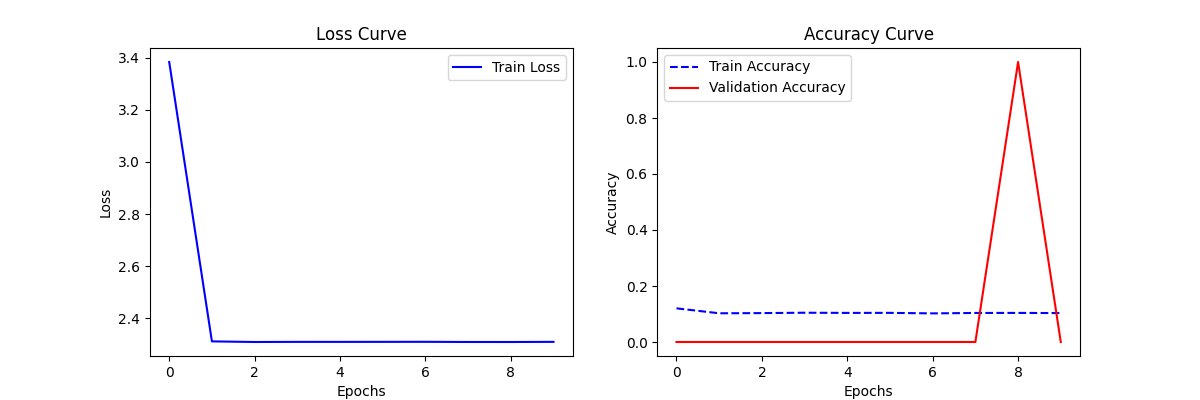 Loss Curve
Train Loss
3.4
3.2
3.0
2.8
2.6
2.4
Loss
0 2 4 6 8
Epochs
Accuracy Curve
Train Accuracy
Validation Accuracy
1.0
0.8
0.6
0.4
0.2
0.0
Accuracy
0 2 4 6 8
Epochs